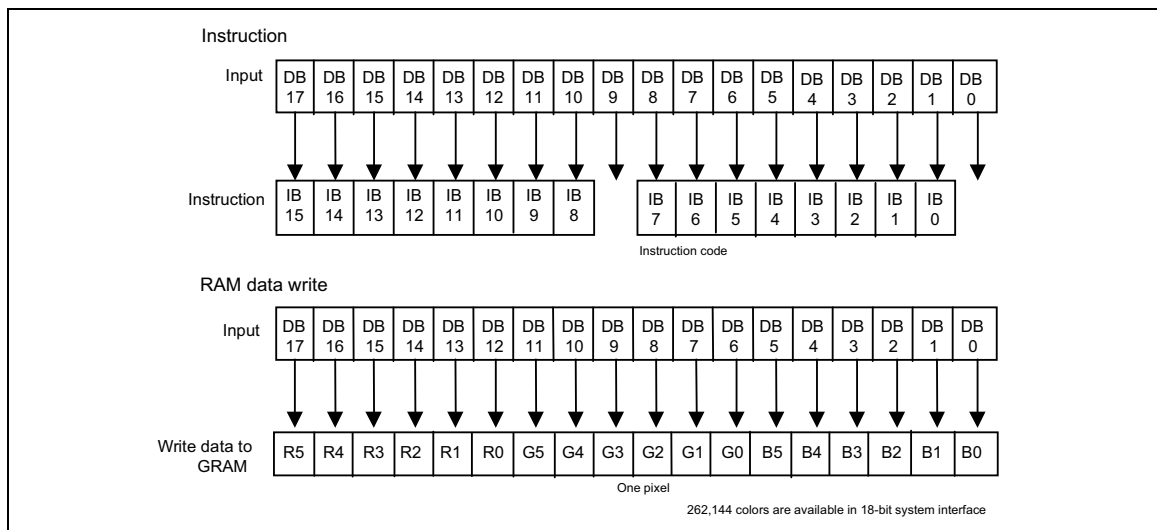 Instruction
Input DB 17 DB 16 DB 15 DB 14 DB 13 DB 12 DB 11 DB 10 DB 9 DB 8 DB 7 DB 6 DB 5 DB 4 DB 3 DB 2 DB 1 DB 0
Instruction IB 15 IB 14 IB 13 IB 12 IB 11 IB 10 IB 9 IB 8 IB 7 IB 6 IB 5 IB 4 IB 3 IB 2 IB 1 IB 0
Instruction code
RAM data write
Input DB 17 DB 16 DB 15 DB 14 DB 13 DB 12 DB 11 DB 10 DB 9 DB 8 DB 7 DB 6 DB 5 DB 4 DB 3 DB 2 DB 1 DB 0
Write data to GRAM R5 R4 R3 R2 R1 R0 G5 G4 G3 G2 G1 G0 B5 B4 B3 B2 B1 B0
One pixel
262,144 colors are available in 18-bit system interface